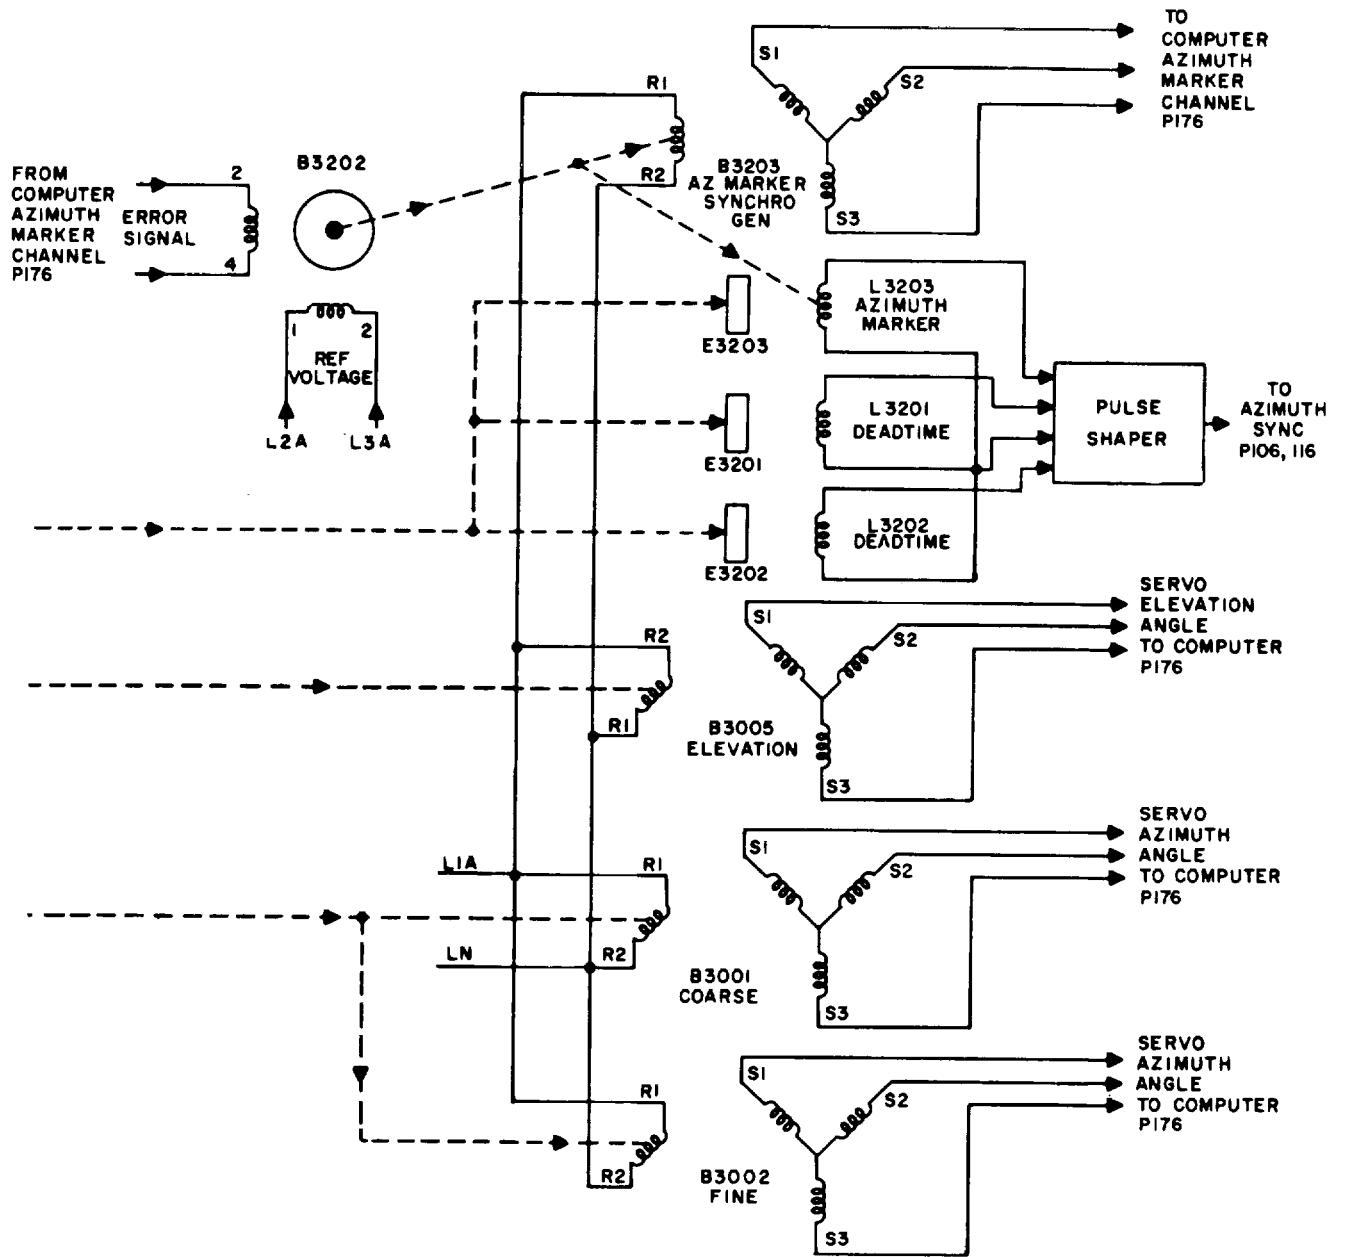 TO
COMPUTER
AZIMUTH
MARKER
CHANNEL
P176
S1
S2
S3
R1
R2
B3203
AZ MARKER
SYNCHRO
GEN
B3202
FROM
COMPUTER
AZIMUTH
MARKER
CHANNEL
P176
ERROR
SIGNAL
2
4
1 2
REF
VOLTAGE
L2A L3A
E3203
E3201
E3202
L3203
AZIMUTH
MARKER
L3201
DEADTIME
L3202
DEADTIME
PULSE
SHAPER
TO
AZIMUTH
SYNC
P106, 116
R2
R1
B3005
ELEVATION
S1
S2
S3
SERVO
ELEVATION
ANGLE
TO COMPUTER
P176
L1A
LN
R1
R2
B3001
COARSE
S1
S2
S3
SERVO
AZIMUTH
ANGLE
TO COMPUTER
P176
R1
R2
B3002
FINE
S1
S2
S3
SERVO
AZIMUTH
ANGLE
TO COMPUTER
P176